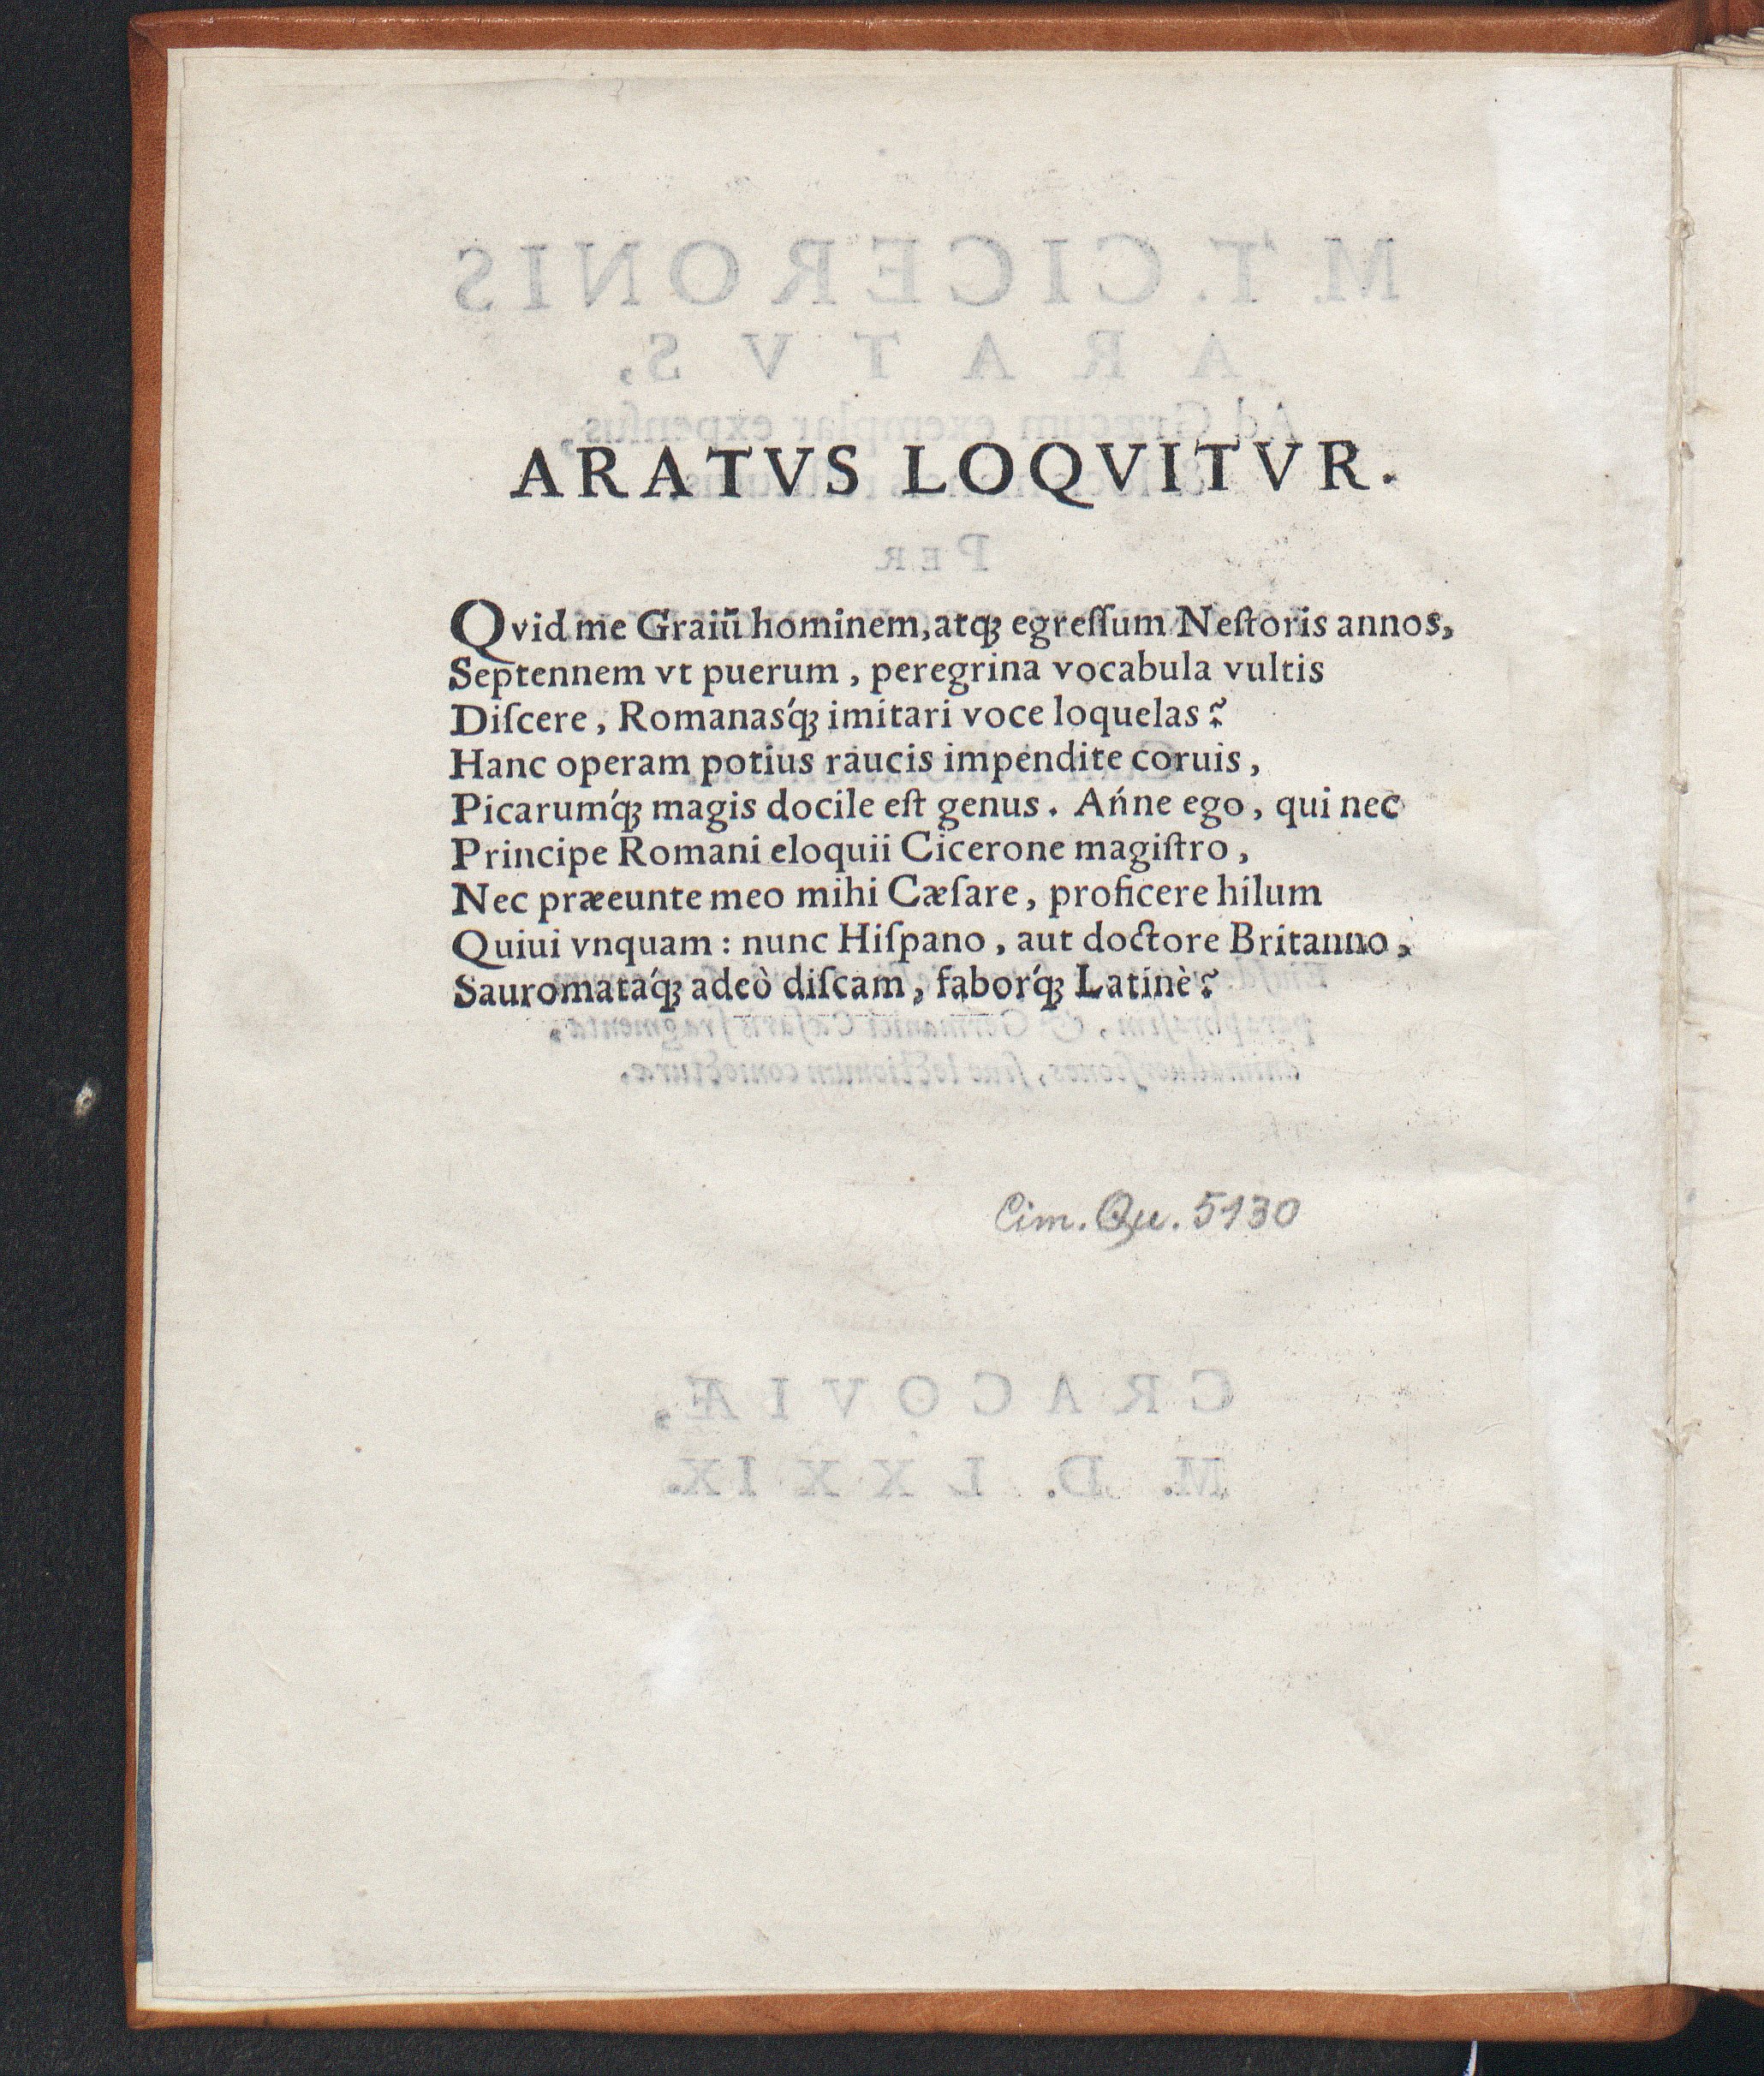 ARATVS LOQVITVR.
Qvid me Graiū hominem, atq; egreſſum Neſtoris annos,
Septennem vt puerum, peregrina vocabula vultis
Diſcere, Romanasq́; imitari voce loquelas?
Hanc operam potius raucis impendite coruis,
Picarumq́; magis docile eſt genus. Ańne ego, qui nec
Principe Romani eloquii Cicerone magiſtro,
Nec præeunte meo mihi Cæſare, proficere hilum
Quiui vnquam: nunc Hiſpano, aut doctore Britanno,
Sauromataq́; adeò diſcam, faborq́; Latinè?
Cim. Qu. 5130